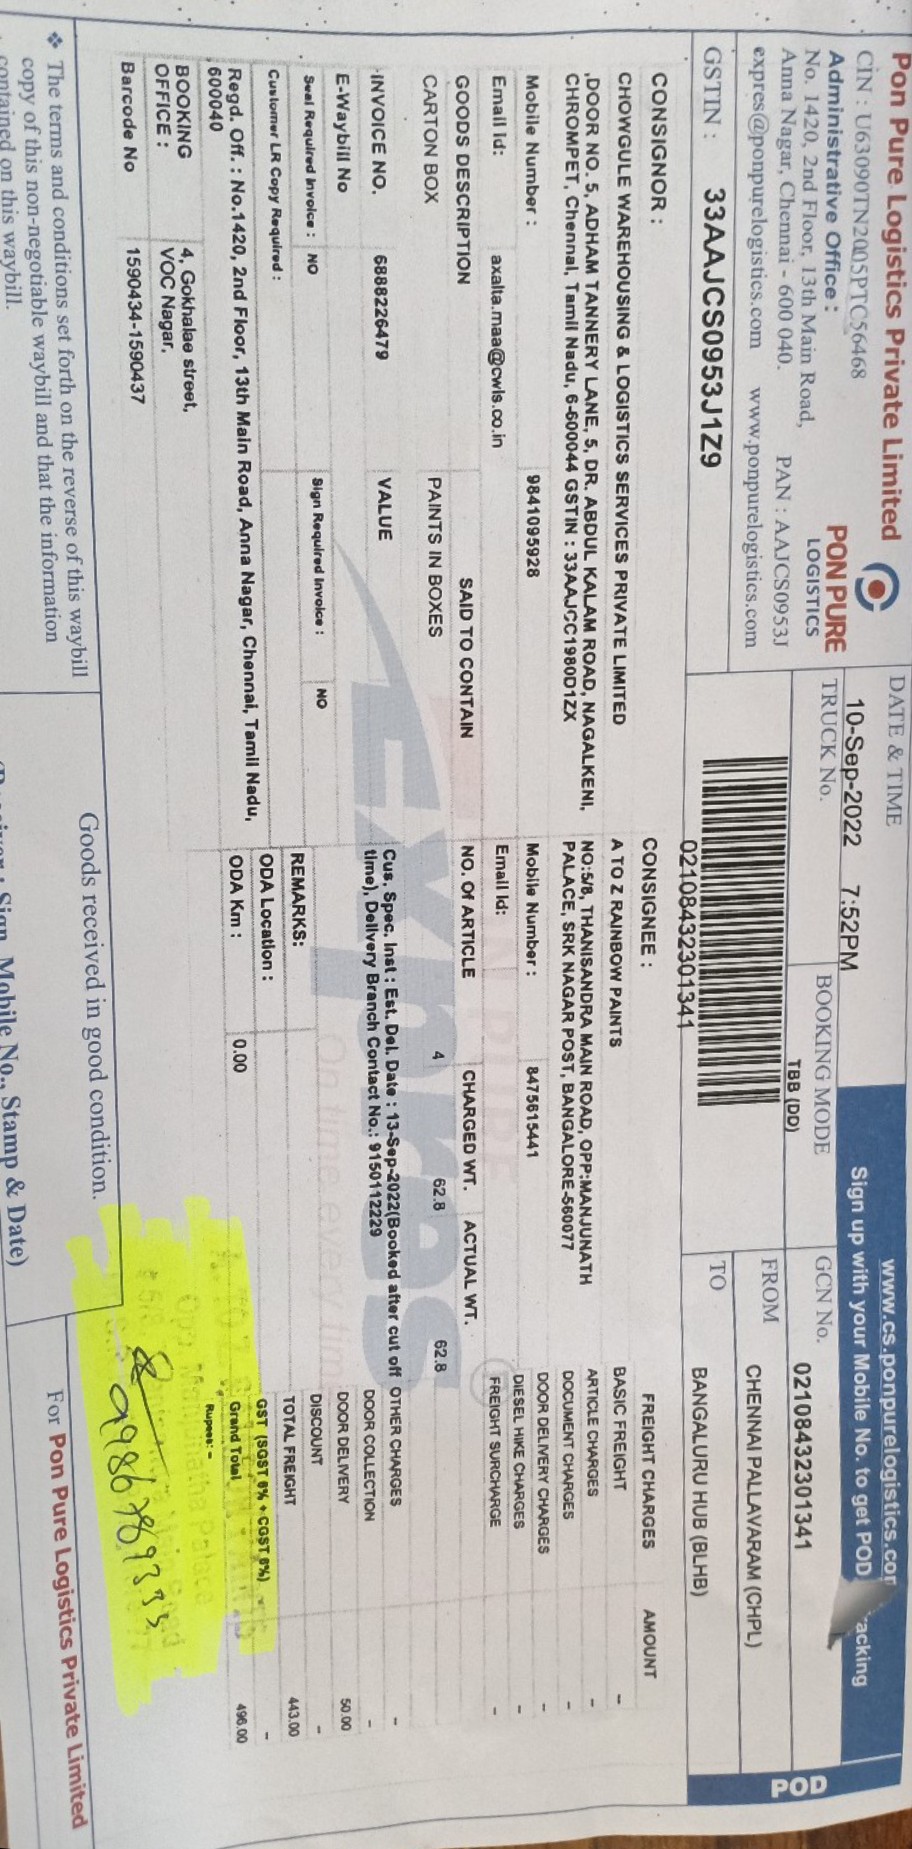 Pon Pure Logistics Private Limited
CIN : U63090TN2005PTC56468
Administrative Office :
No. 1420, 2nd Floor, 13th Main Road,
Anna Nagar, Chennai - 600 040. PAN : AAJCS0953J
expres@ponpurelogistics.com www.ponpurelogistics.com
PON PURE
LOGISTICS
GSTIN : 33AAJCS0953J1Z9
DATE & TIME
10-Sep-2022 7:52PM
TRUCK No.
BOOKING MODE
TBB (DD)
02108432301341
www.cs.ponpurelogistics.com
Sign up with your Mobile No. to get POD
GCN No. 02108432301341
FROM CHENNAI PALLAVARAM (CHPL)
TO BANGALURU HUB (BLHB)
POD
CONSIGNOR :
CHOWGULE WAREHOUSING & LOGISTICS SERVICES PRIVATE LIMITED
,DOOR NO. 5, ADHAM TANNERY LANE, 5, DR. ABDUL KALAM ROAD, NAGALKENI,
CHROMPET, Chennai, Tamil Nadu, 6-600044 GSTIN : 33AAJCC1980D1ZX
Mobile Number : 9841095928
Email Id: axalta.maa@cwls.co.in
CONSIGNEE :
A TO Z RAINBOW PAINTS
NO:5/8, THANISANDRA MAIN ROAD, OPP:MANJUNATH
PALACE, SRK NAGAR POST, BANGALORE-560077
Mobile Number : 8475615441
Email Id:
GOODS DESCRIPTION SAID TO CONTAIN NO. Of ARTICLE CHARGED WT. ACTUAL WT.
CARTON BOX PAINTS IN BOXES 4 62.8 62.8
INVOICE NO. 6888226479 VALUE
E-Waybill No
Seal Required Invoice : NO Sign Required Invoice : NO
Customer LR Copy Required :
Cus. Spec. Inst : Est. Del. Date : 13-Sep-2022(Booked after cut off
time), Delivery Branch Contact No.: 9150112229
REMARKS:
ODA Location :
ODA Km : 0.00
FREIGHT CHARGES AMOUNT
BASIC FREIGHT -
ARTICLE CHARGES -
DOCUMENT CHARGES -
DOOR DELIVERY CHARGES -
DIESEL HIKE CHARGES -
FREIGHT SURCHARGE -
OTHER CHARGES -
DOOR COLLECTION -
DOOR DELIVERY 50.00
DISCOUNT -
TOTAL FREIGHT 443.00
GST (SGST 6% + CGST 6%) -
Grand Total 496.00
Rupees: -
Regd. Off. : No.1420, 2nd Floor, 13th Main Road, Anna Nagar, Chennai, Tamil Nadu,
,600040
BOOKING OFFICE : 4, Gokhalae street,
VOC Nagar,
Barcode No 1590434-1590437
Expres
On time every time
❖ The terms and conditions set forth on the reverse of this waybill
copy of this non-negotiable waybill and that the information
contained on this waybill.
Goods received in good condition.
Sign, Mobile No., Stamp & Date)
For Pon Pure Logistics Private Limited